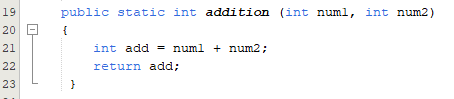 19 public static int addition (int num1, int num2)
20 {
21 int add = num1 + num2;
22 return add;
23 }